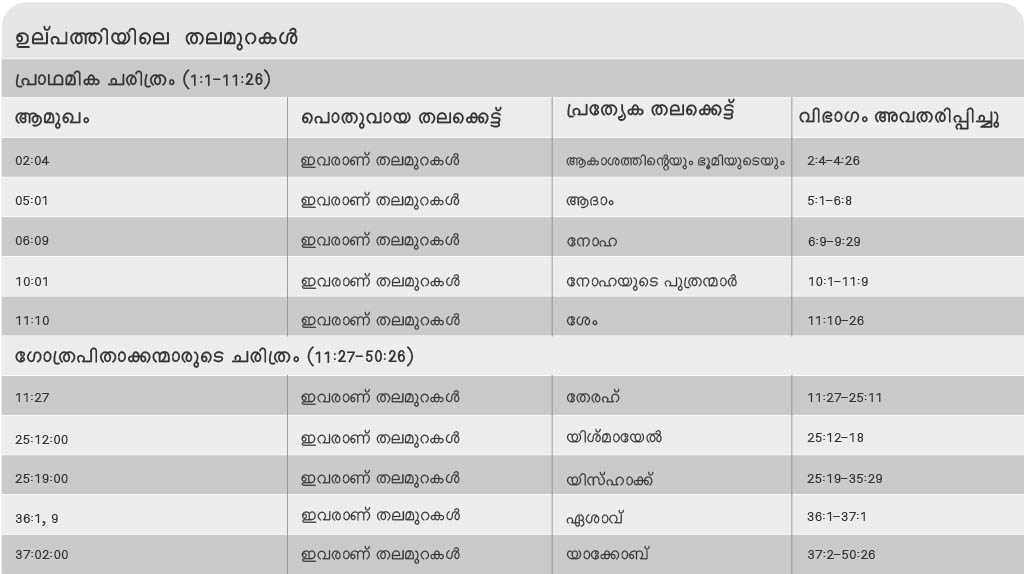 ഉല്പത്തിയിലെ തലമുറകൾ
പ്രാഥമിക ചരിത്രം (1:1-11:26)
ആമുഖം പൊതുവായ തലക്കെട്ട് പ്രത്യേക തലക്കെട്ട് വിഭാഗം അവതരിപ്പിച്ചു
02:04 ഇവരാണ് തലമുറകൾ ആകാശത്തിന്റെയും ഭൂമിയുടെയും 2:4–4:26
05:01 ഇവരാണ് തലമുറകൾ ആദാം 5:1–6:8
06:09 ഇവരാണ് തലമുറകൾ നോഹ 6:9–9:29
10:01 ഇവരാണ് തലമുറകൾ നോഹയുടെ പുത്രന്മാർ 10:1–11:9
11:10 ഇവരാണ് തലമുറകൾ ശേം 11:10–26
ഗോത്രപിതാക്കന്മാരുടെ ചരിത്രം (11:27-50:26)
11:27 ഇവരാണ് തലമുറകൾ തേരഹ് 11:27–25:11
25:12:00 ഇവരാണ് തലമുറകൾ യിശ്മായേൽ 25:12–18
25:19:00 ഇവരാണ് തലമുറകൾ യിസ്ഹാക്ക് 25:19–35:29
36:1, 9 ഇവരാണ് തലമുറകൾ ഏശാവ് 36:1–37:1
37:02:00 ഇവരാണ് തലമുറകൾ യാക്കോബ് 37:2–50:26